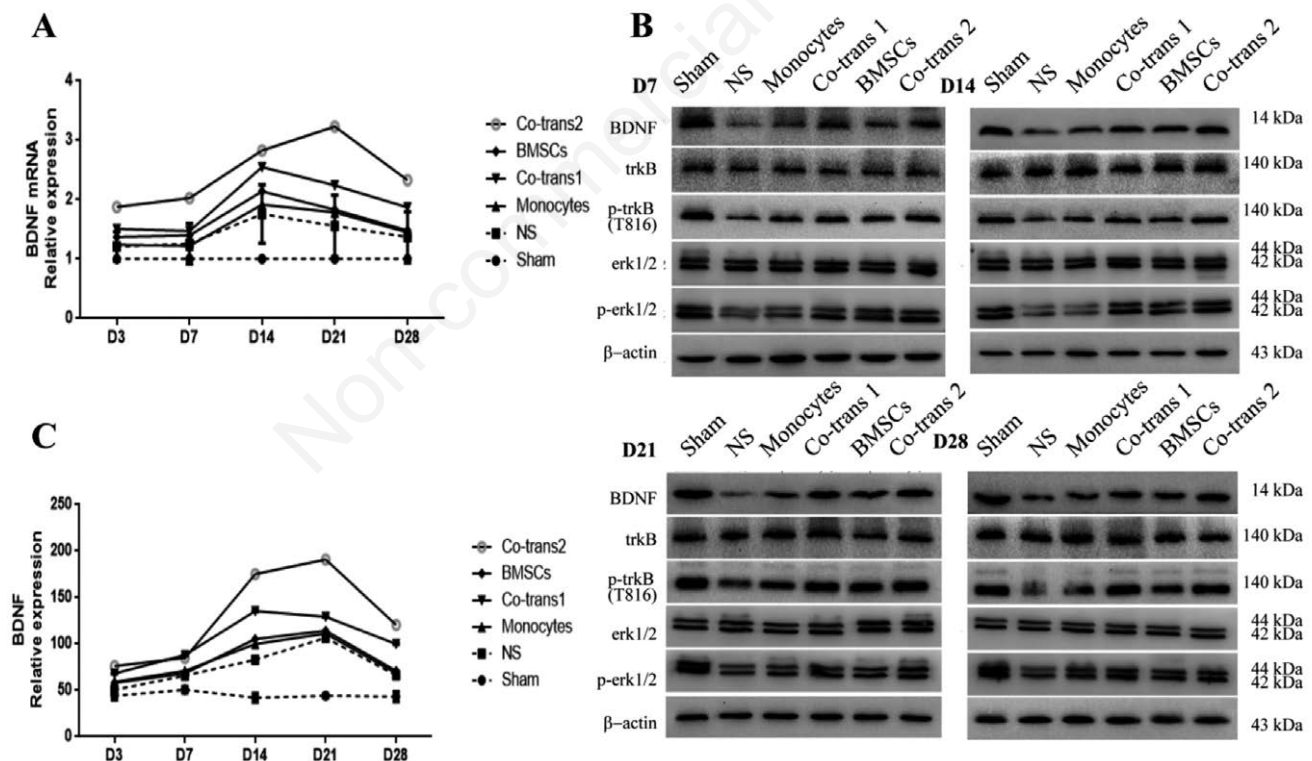 A
BDNF mRNA
Relative expression
4
3
2
1
0
D3 D7 D14 D21 D28
Co-trans2
BMSCs
Co-trans1
Monocytes
NS
Sham
B
D7
Sham NS Monocytes Co-trans 1 BMSCs Co-trans 2
D14
Sham NS Monocytes Co-trans 1 BMSCs Co-trans 2
BDNF 14 kDa
trkB 140 kDa
p-trkB 140 kDa
(T816)
erk1/2 44 kDa
42 kDa
p-erk1/2 44 kDa
42 kDa
β-actin 43 kDa
C
BDNF
Relative expression
250
200
150
100
50
0
D3 D7 D14 D21 D28
Co-trans2
BMSCs
Co-trans1
Monocytes
NS
Sham
D21
Sham NS Monocytes Co-trans 1 BMSCs Co-trans 2
D28
Sham NS Monocytes Co-trans 1 BMSCs Co-trans 2
BDNF 14 kDa
trkB 140 kDa
p-trkB 140 kDa
(T816)
erk1/2 44 kDa
42 kDa
p-erk1/2 44 kDa
42 kDa
β-actin 43 kDa
Non-commercial